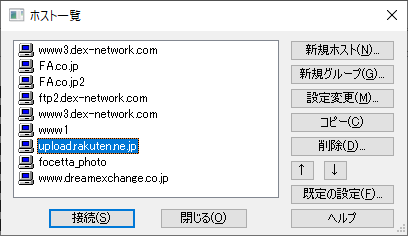 ホスト一覧
www3.dex-network.com
FA.co.jp
FA.co.jp2
ftp2.dex-network.com
www3.dex-network.com
www1
upload.rakuten.ne.jp
focetta_photo
www.dreamexchange.co.jp
新規ホスト(N)...
新規グループ(G)...
設定変更(M)...
コピー(C)
削除(D)...
↑ ↓
既定の設定(F)...
接続(S) 閉じる(O) ヘルプ